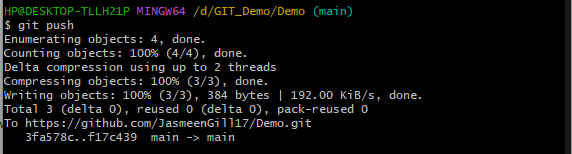 HP@DESKTOP-TLLH21P MINGW64 /d/GIT_Demo/Demo (main)
$ git push
Enumerating objects: 4, done.
Counting objects: 100% (4/4), done.
Delta compression using up to 2 threads
Compressing objects: 100% (3/3), done.
Writing objects: 100% (3/3), 384 bytes | 192.00 KiB/s, done.
Total 3 (delta 0), reused 0 (delta 0), pack-reused 0
To https://github.com/JasmeenGill17/Demo.git
   3fa578c..f17c439  main -> main